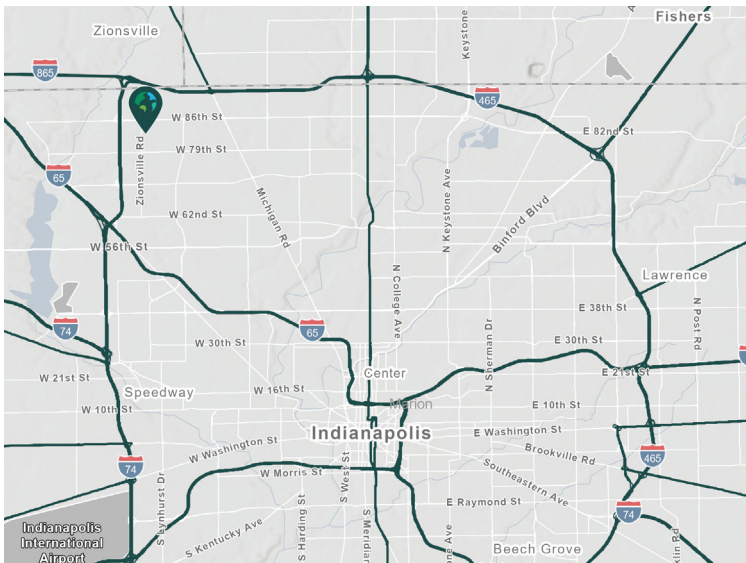 Zionsville
Fishers
Keystone
865
465
W 86th St
E 82nd St
W 79th St
Zionsville Rd
65
Michigan Rd
N Keystone Ave
Binford Blvd
W 62nd St
W 56th St
N College Ave
Lawrence
E 38th St
N Post Rd
74
65
W 30th St
E 30th St
N Sherman Dr
Center
W 21st St
E 21st St
Speedway
W 16th St
W 10th St
Marion
E 10th St
Indianapolis
E Washington St
W Washington St
Brookville Rd
74
W Morris St
S West St
465
Southeastern Ave
S Lynhurst Dr
E Raymond St
74
S Harding St
S Meridian
S Kentucky Ave
Indianapolis
International
Airport
Beech Grove